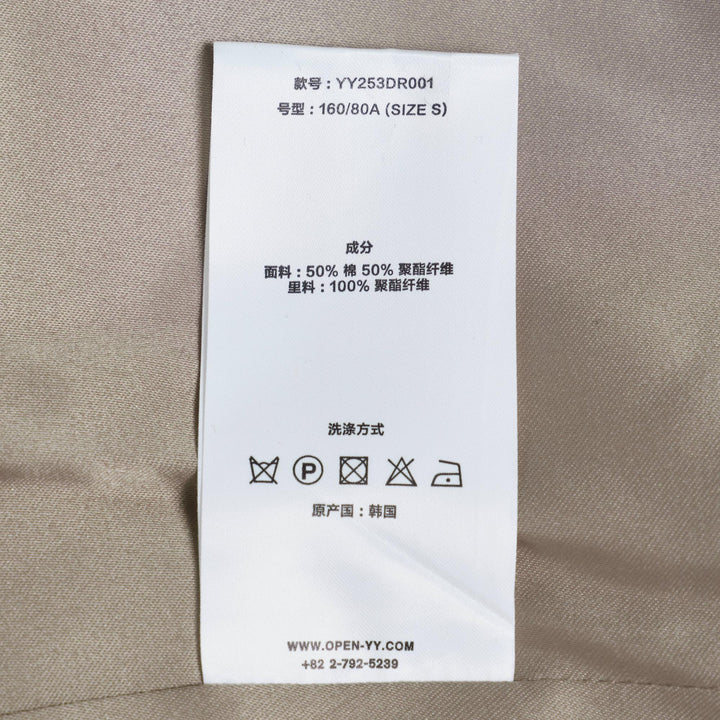 款号：YY253DR001
号型：160/80A (SIZE S)
成分
面料：50% 棉 50% 聚酯纤维
里料：100% 聚酯纤维
洗涤方式
P
原产国：韩国
WWW.OPEN-YY.COM
+82 2-792-5239